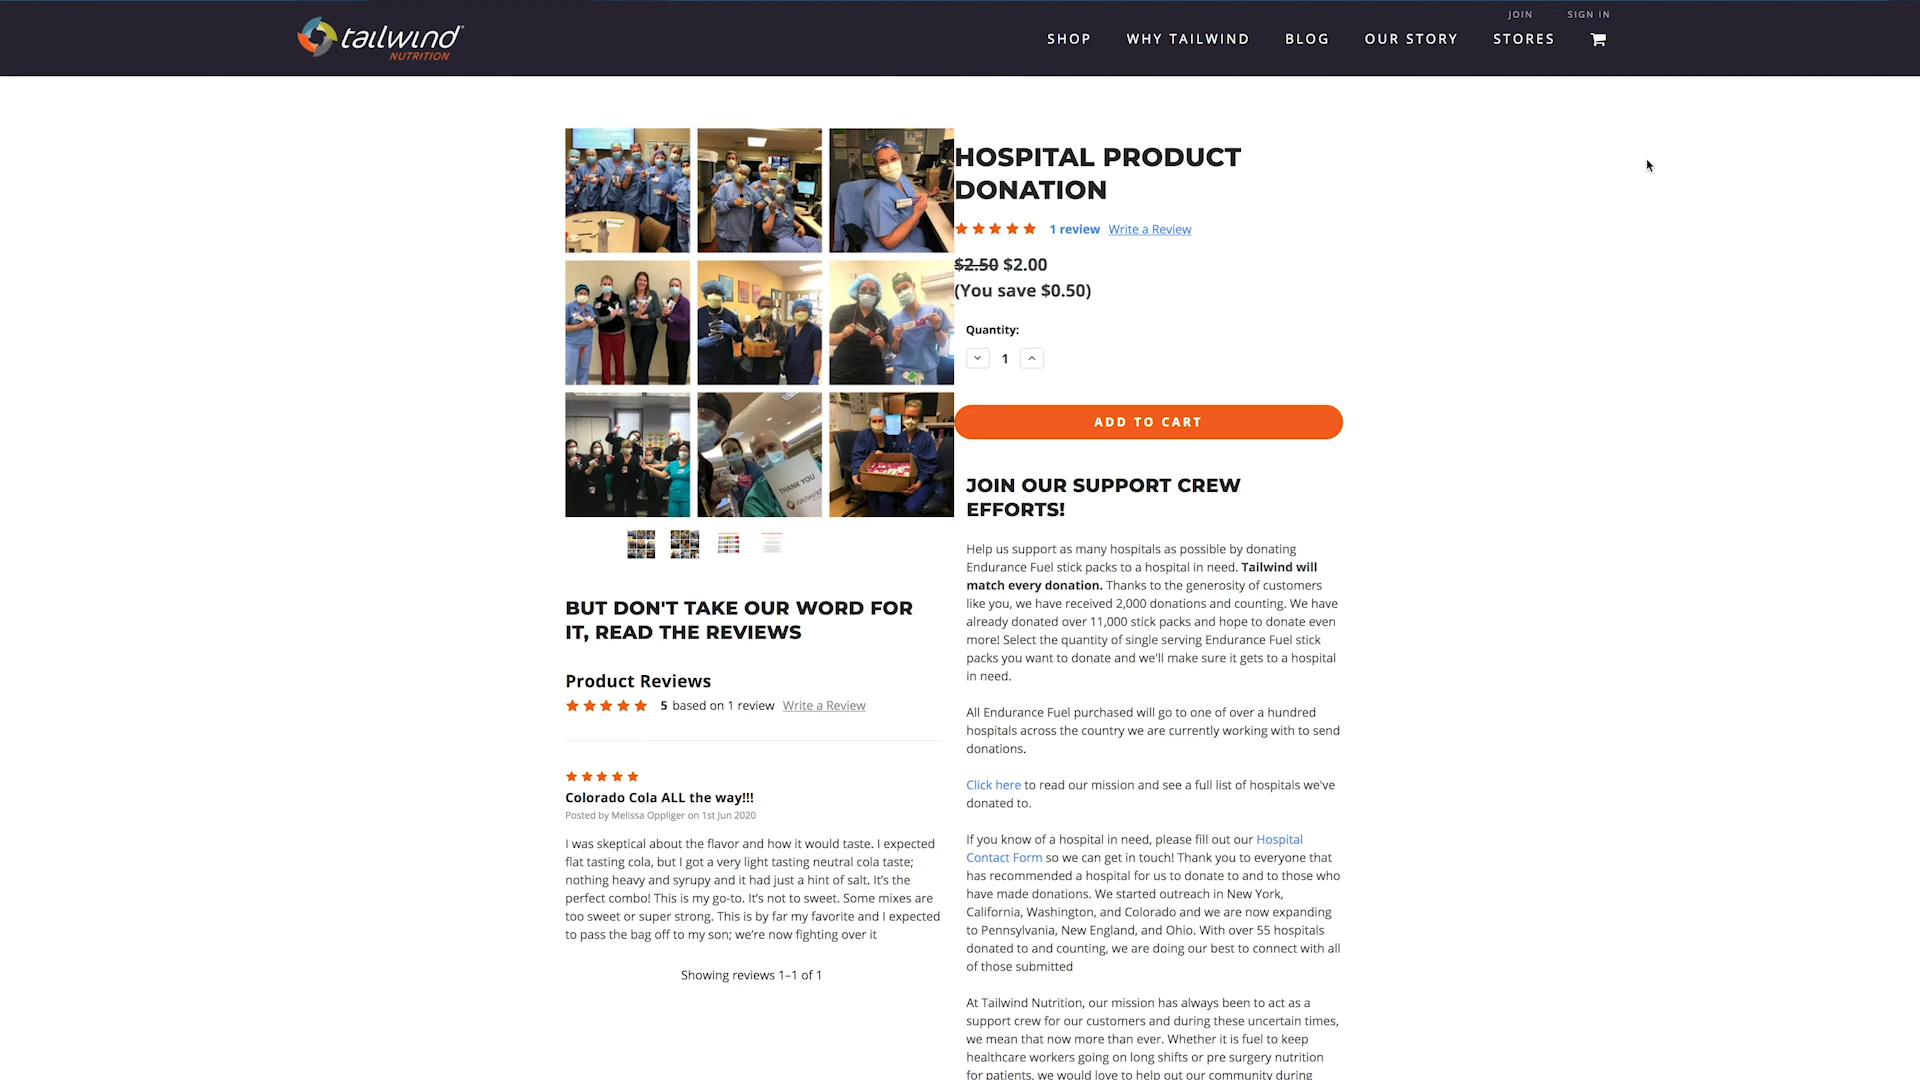 JOIN SIGN IN
tailwind NUTRITION
SHOP WHY TAILWIND BLOG OUR STORY STORES
HOSPITAL PRODUCT
DONATION
1 review Write a Review
$2.50 $2.00
(You save $0.50)
Quantity:
1
ADD TO CART
THANK YOU
tailwind
JOIN OUR SUPPORT CREW
EFFORTS!
Help us support as many hospitals as possible by donating
Endurance Fuel stick packs to a hospital in need. Tailwind will
match every donation. Thanks to the generosity of customers
like you, we have received 2,000 donations and counting. We have
already donated over 11,000 stick packs and hope to donate even
more! Select the quantity of single serving Endurance Fuel stick
packs you want to donate and we'll make sure it gets to a hospital
in need.
All Endurance Fuel purchased will go to one of over a hundred
hospitals across the country we are currently working with to send
donations.
Click here to read our mission and see a full list of hospitals we've
donated to.
If you know of a hospital in need, please fill out our Hospital
Contact Form so we can get in touch! Thank you to everyone that
has recommended a hospital for us to donate to and to those who
have made donations. We started outreach in New York,
California, Washington, and Colorado and we are now expanding
to Pennsylvania, New England, and Ohio. With over 55 hospitals
donated to and counting, we are doing our best to connect with all
of those submitted
At Tailwind Nutrition, our mission has always been to act as a
support crew for our customers and during these uncertain times,
we mean that now more than ever. Whether it is fuel to keep
healthcare workers going on long shifts or pre surgery nutrition
for patients, we would love to help out our community during
BUT DON'T TAKE OUR WORD FOR
IT, READ THE REVIEWS
Product Reviews
5 based on 1 review Write a Review
Colorado Cola ALL the way!!!
Posted by Melissa Oppliger on 1st Jun 2020
I was skeptical about the flavor and how it would taste. I expected
flat tasting cola, but I got a very light tasting neutral cola taste;
nothing heavy and syrupy and it had just a hint of salt. It's the
perfect combo! This is my go-to. It's not to sweet. Some mixes are
too sweet or super strong. This is by far my favorite and I expected
to pass the bag off to my son; we're now fighting over it
Showing reviews 1–1 of 1